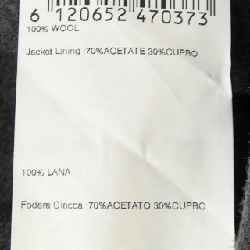 6 120652 470373
100% WOOL
Jacket Lining :70%ACETATE 30%CUPRO
100% LANA
Fodera Giacca :70%ACETATO 30%CUPRO